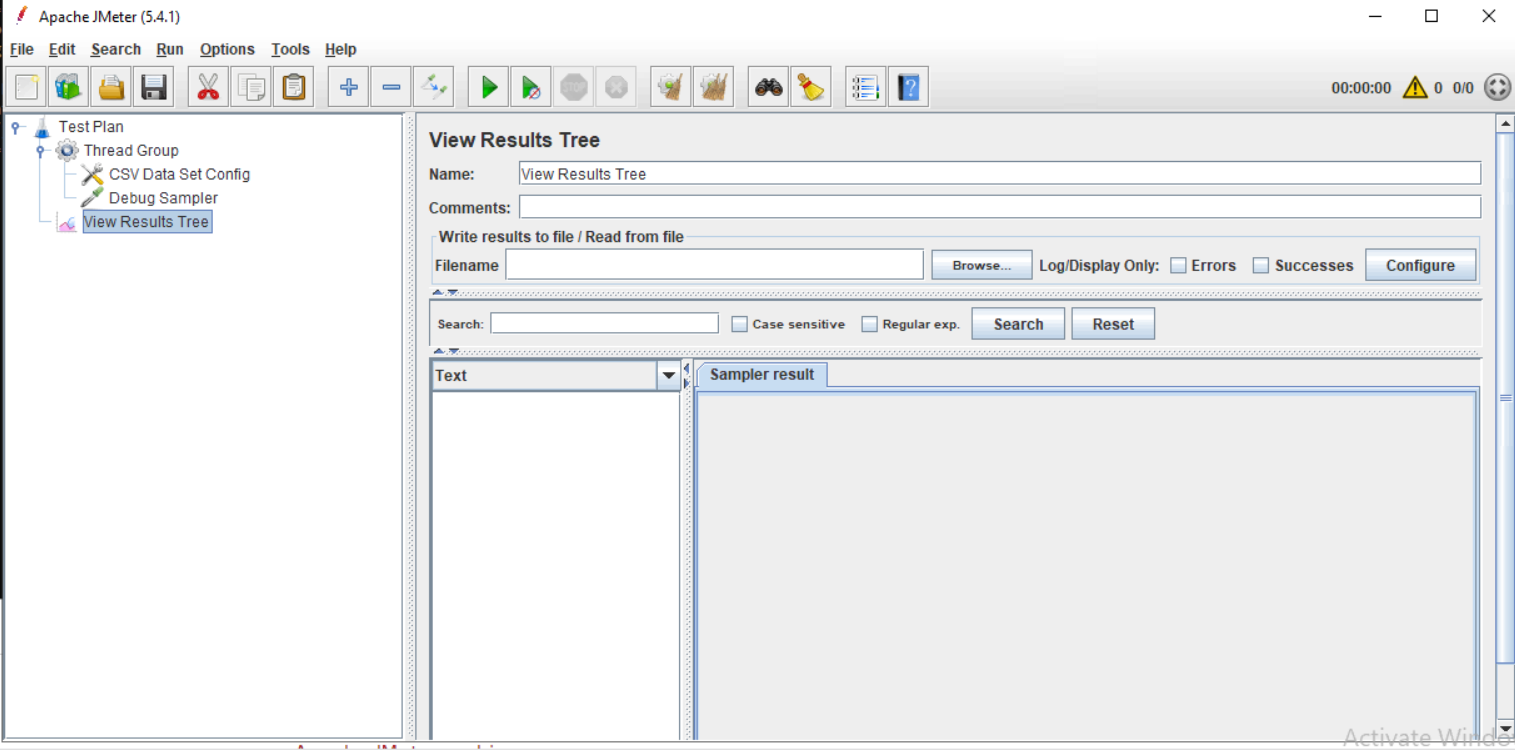 Apache JMeter (5.4.1)
File Edit Search Run Options Tools Help
STOP
00:00:00 0 0/0
Test Plan
Thread Group
CSV Data Set Config
Debug Sampler
View Results Tree
View Results Tree
Name: View Results Tree
Comments:
Write results to file / Read from file
Filename Browse... Log/Display Only: Errors Successes Configure
Search: Case sensitive Regular exp. Search Reset
Text
Sampler result
Activate Windo